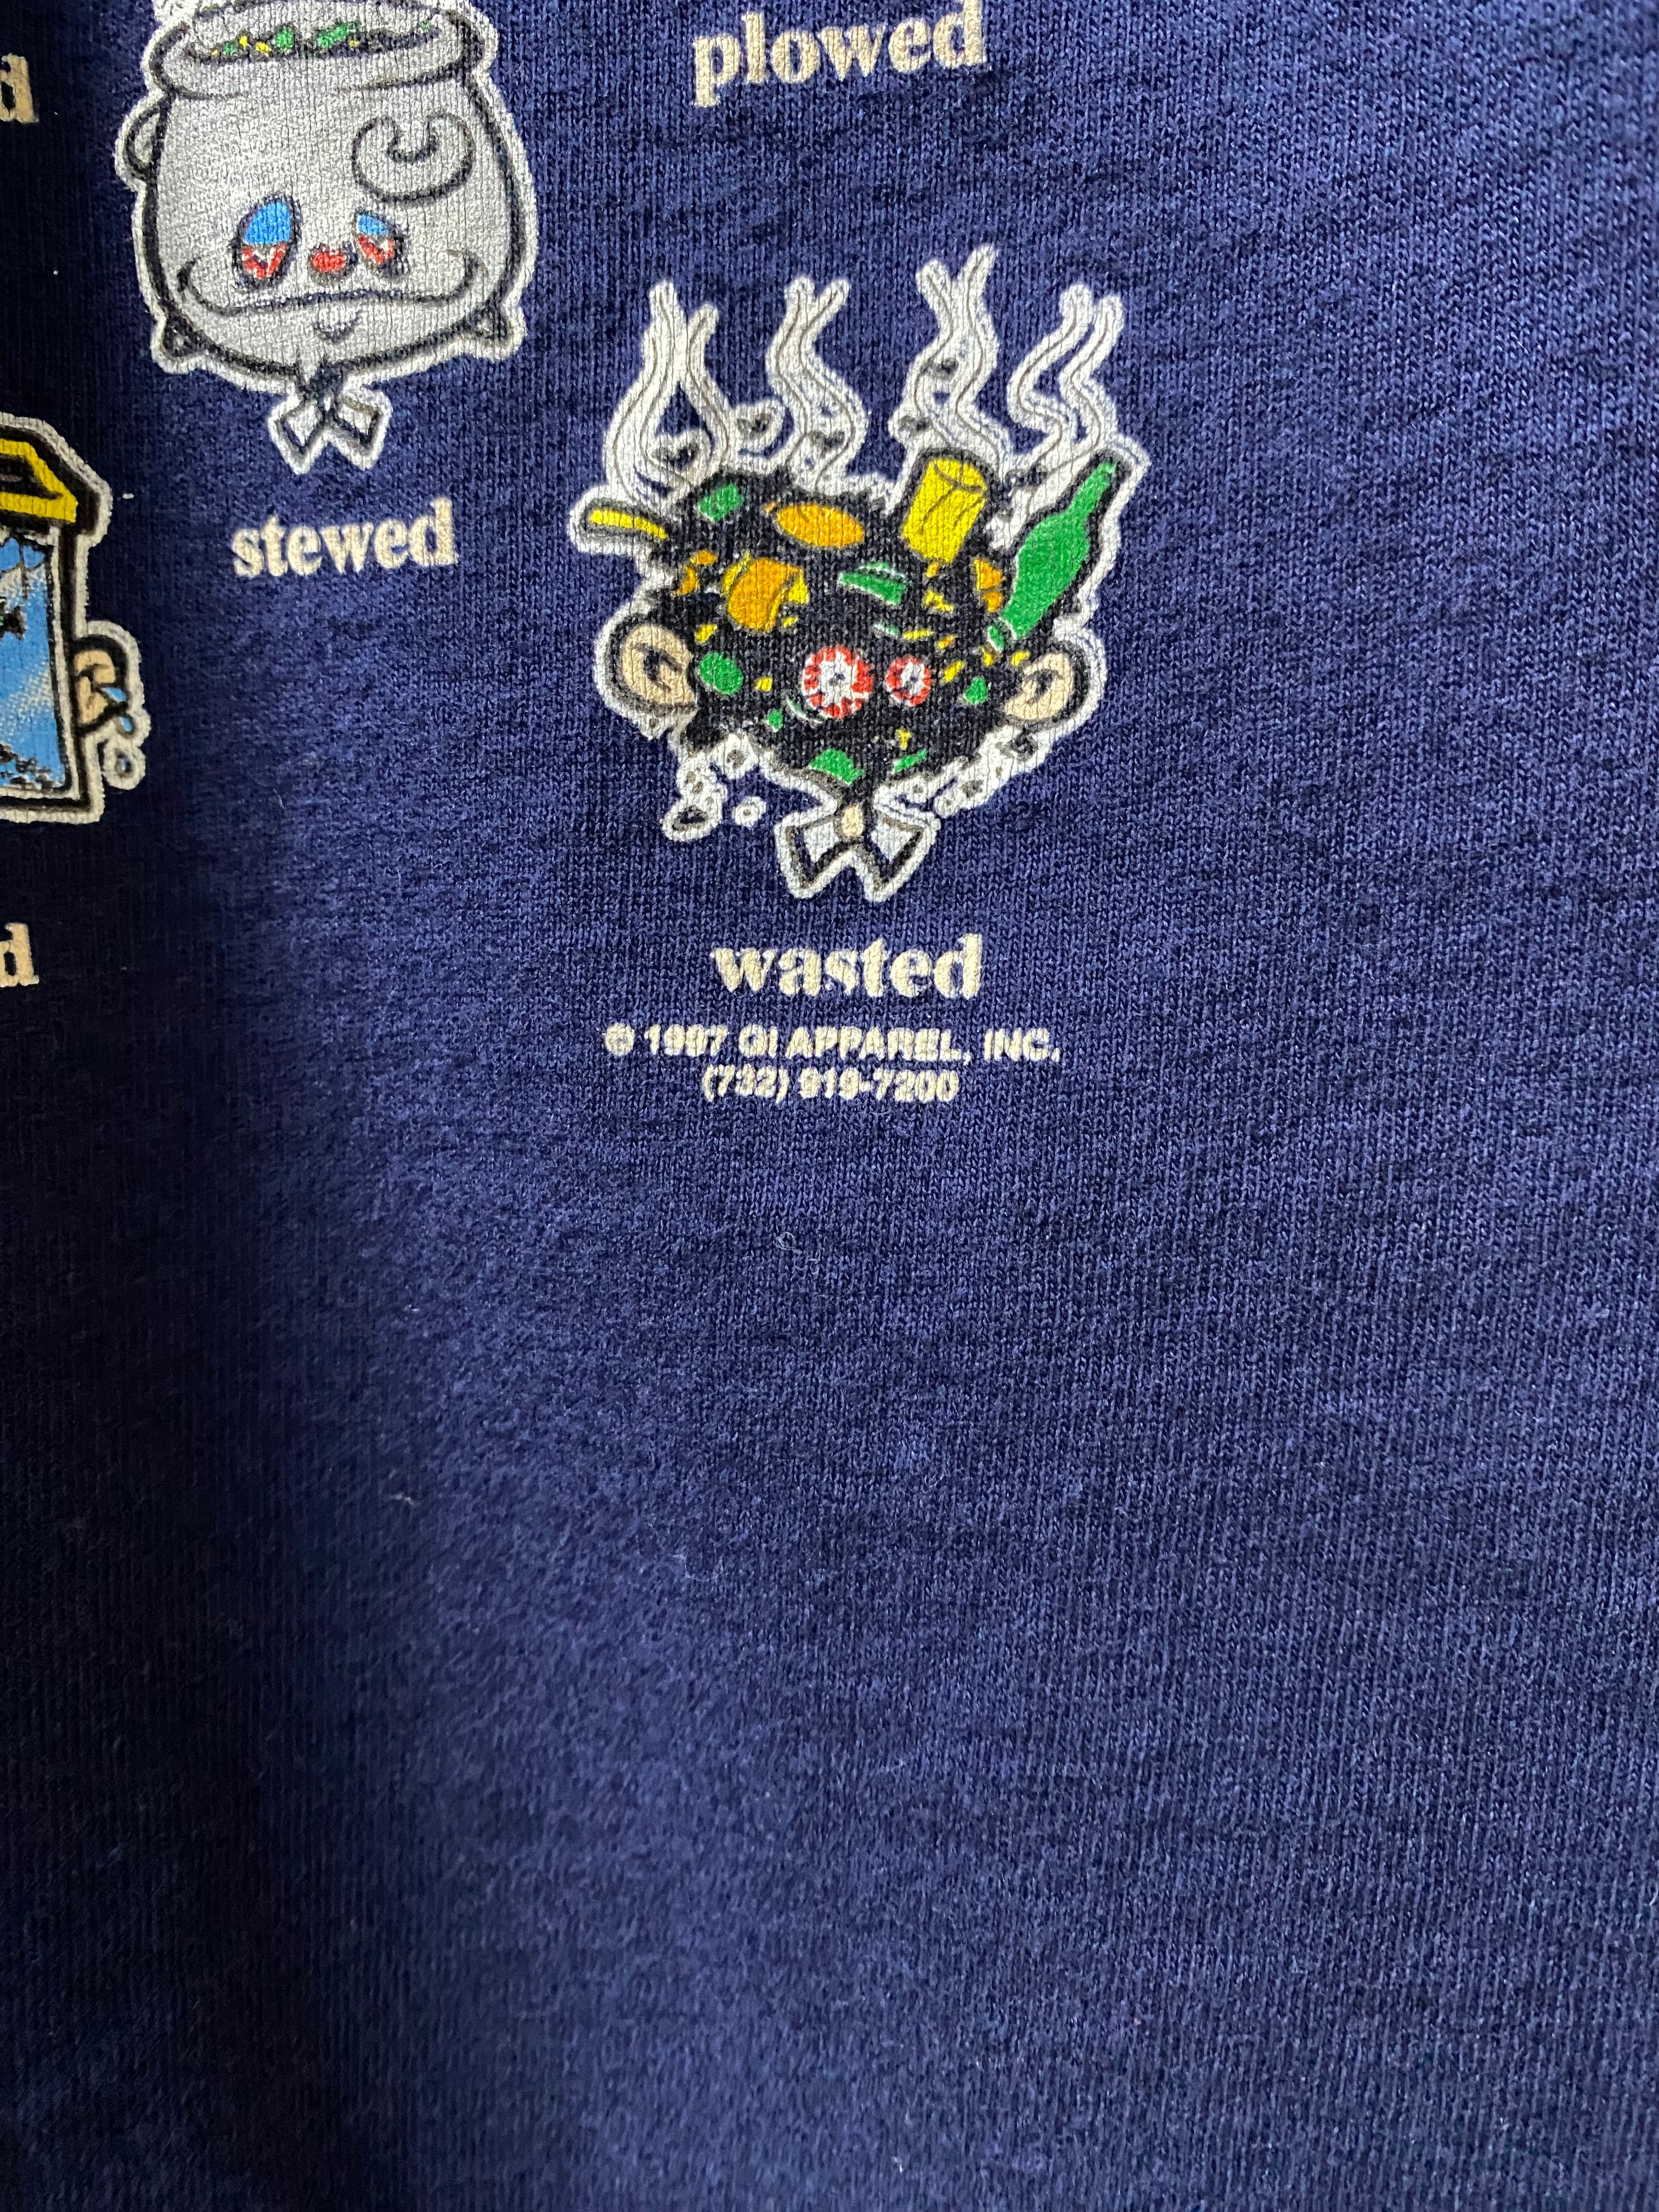 plowed
stewed
wasted
© 1997 QI APPAREL, INC.
(732) 919-7200